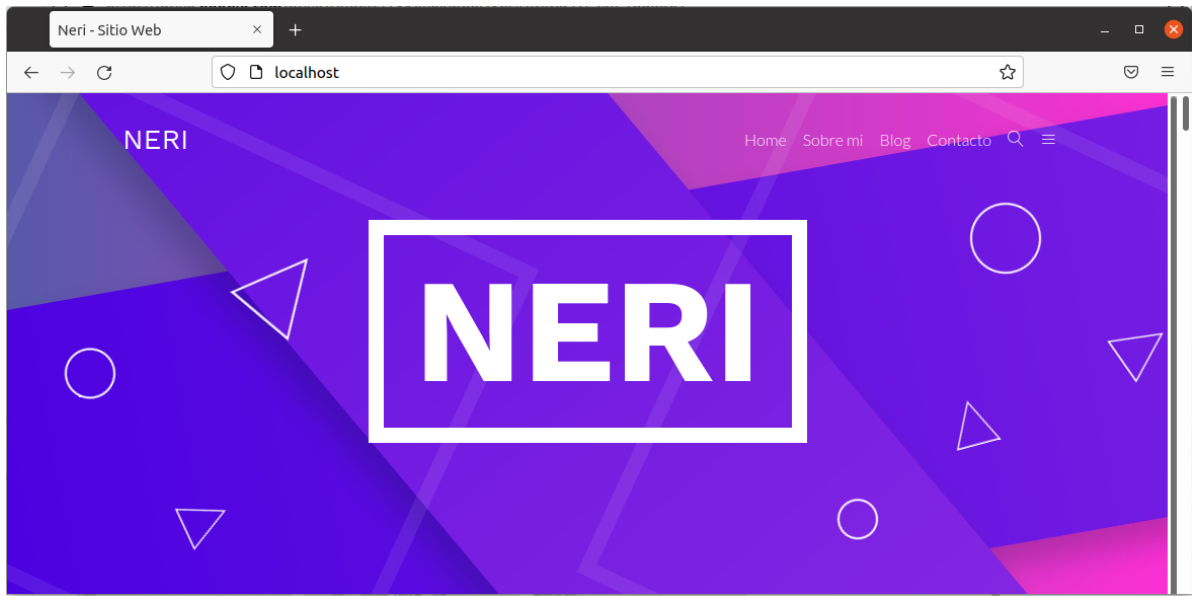 Neri - Sitio Web
localhost
NERI
Home Sobre mi Blog Contacto
NERI